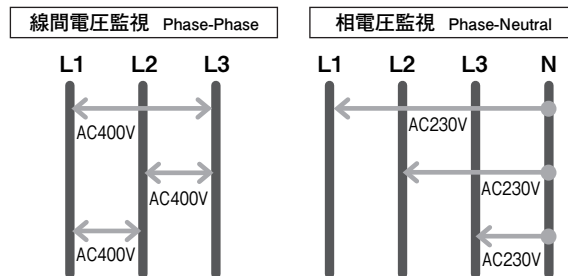 線間電圧監視 Phase-Phase
L1 L2 L3
AC400V
AC400V
AC400V
相電圧監視 Phase-Neutral
L1 L2 L3 N
AC230V
AC230V
AC230V